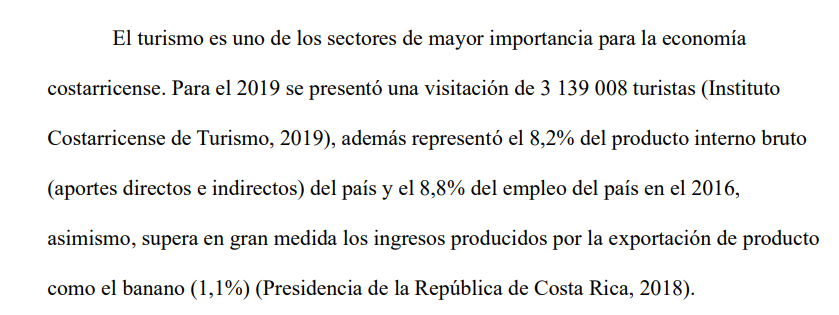 El turismo es uno de los sectores de mayor importancia para la economía
costarricense. Para el 2019 se presentó una visitación de 3 139 008 turistas (Instituto
Costarricense de Turismo, 2019), además representó el 8,2% del producto interno bruto
(aportes directos e indirectos) del país y el 8,8% del empleo del país en el 2016,
asimismo, supera en gran medida los ingresos producidos por la exportación de producto
como el banano (1,1%) (Presidencia de la República de Costa Rica, 2018).